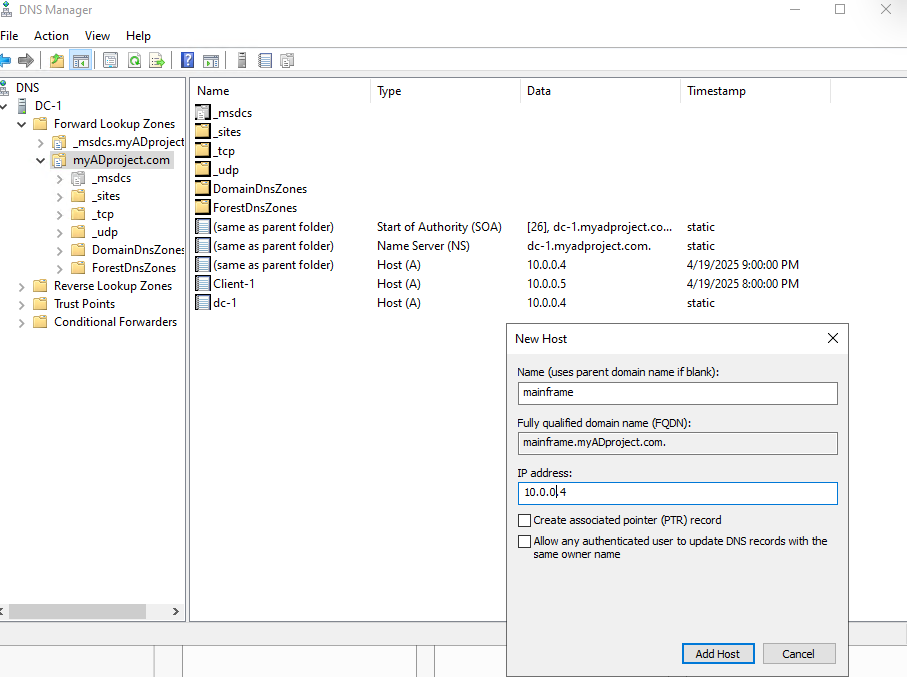 DNS Manager
File Action View Help
DNS
DC-1
Forward Lookup Zones
_msdcs.myADproject
myADproject.com
_msdcs
_sites
_tcp
_udp
DomainDnsZones
ForestDnsZones
Reverse Lookup Zones
Trust Points
Conditional Forwarders
Name Type Data Timestamp
_msdcs
_sites
_tcp
_udp
DomainDnsZones
ForestDnsZones
(same as parent folder) Start of Authority (SOA) [26], dc-1.myadproject.co... static
(same as parent folder) Name Server (NS) dc-1.myadproject.com. static
(same as parent folder) Host (A) 10.0.0.4 4/19/2025 9:00:00 PM
Client-1 Host (A) 10.0.0.5 4/19/2025 8:00:00 PM
dc-1 Host (A) 10.0.0.4 static
New Host
Name (uses parent domain name if blank):
mainframe
Fully qualified domain name (FQDN):
mainframe.myADproject.com.
IP address:
10.0.0.4
Create associated pointer (PTR) record
Allow any authenticated user to update DNS records with the
same owner name
Add Host Cancel